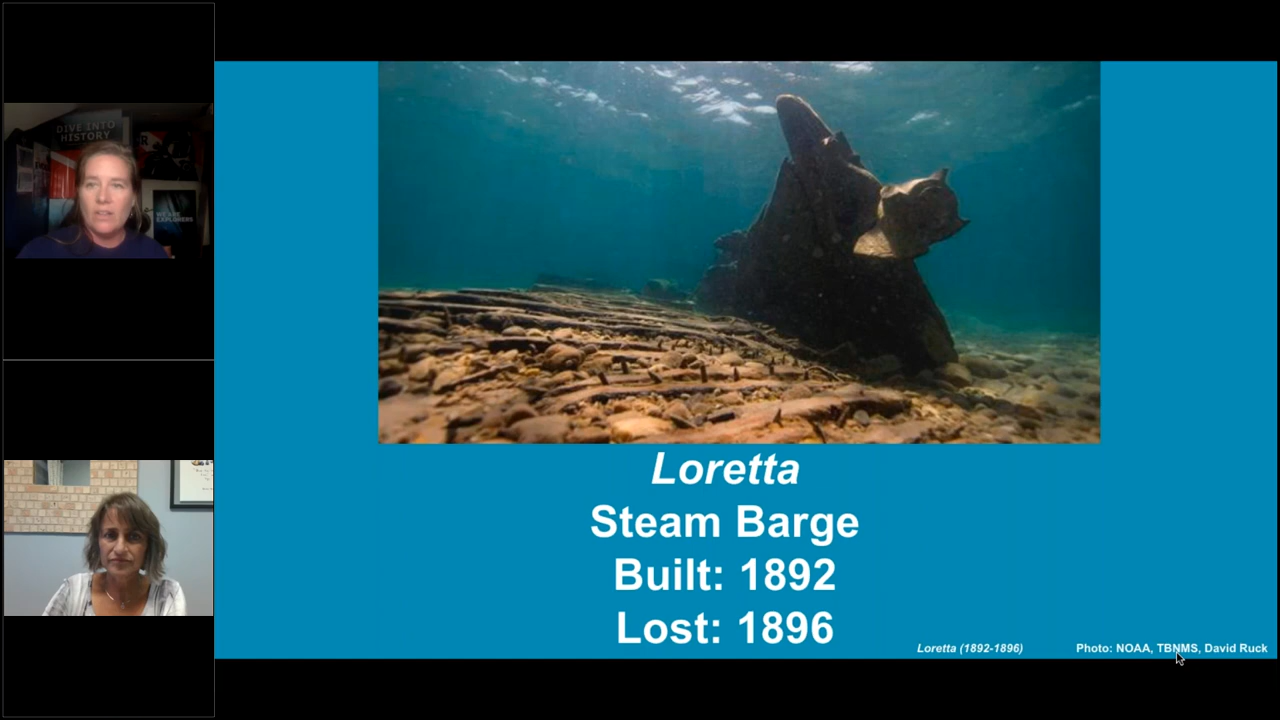 DIVE INTO
HISTORY
WE ARE
EXPLORERS
Loretta
Steam Barge
Built: 1892
Lost: 1896
Loretta (1892-1896)
Photo: NOAA, TBNMS, David Ruck